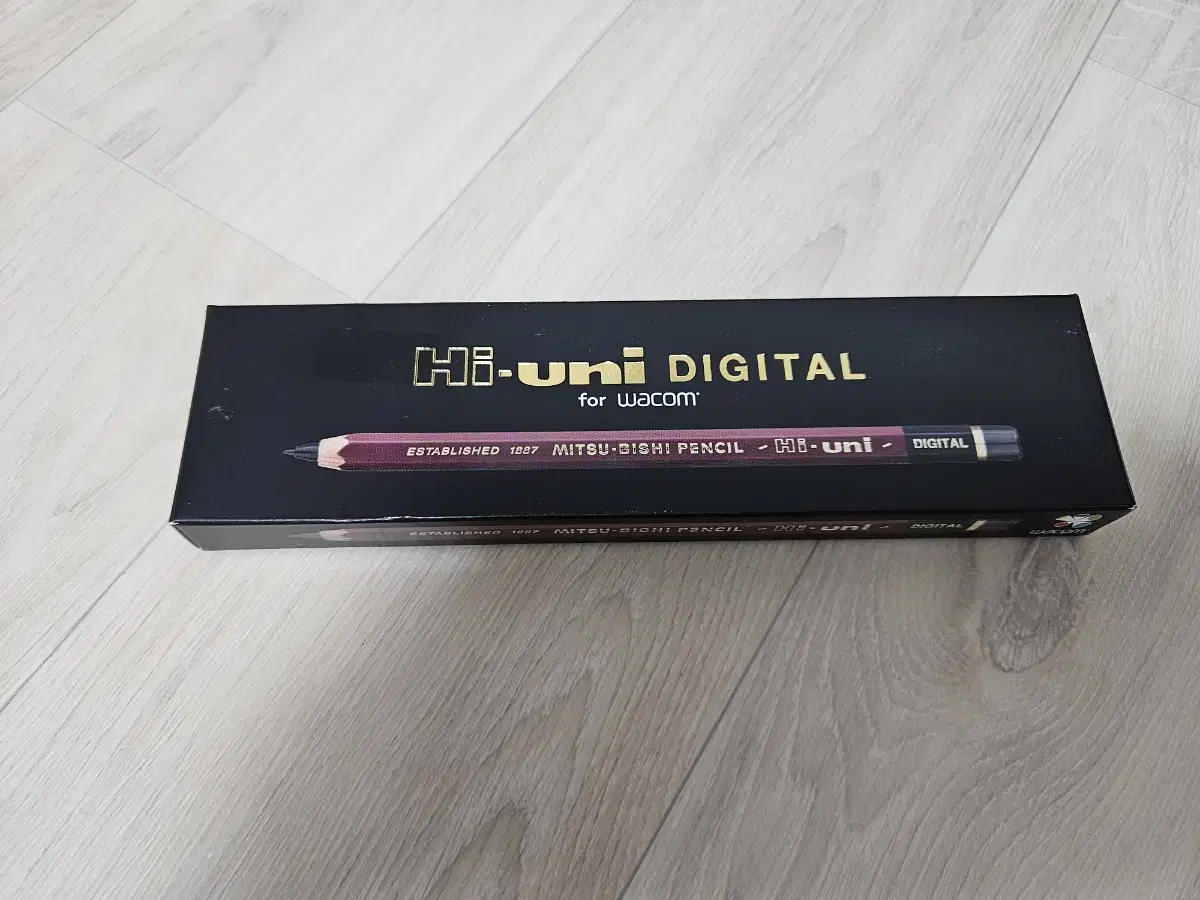 Hi-uni DIGITAL
for wacom
ESTABLISHED 1887 MITSU-BISHI PENCIL - Hi-uni - DIGITAL
ESTABLISHED 1887 MITSU-BISHI PENCIL - Hi-uni - DIGITAL
wacom